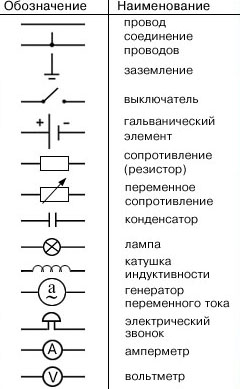 Обозначение Наименование
провод
соединение
проводов
заземление
выключатель
+ −
гальванический
элемент
сопротивление
(резистор)
переменное
сопротивление
конденсатор
лампа
катушка
индуктивности
a
~
генератор
переменного тока
электрический
звонок
A амперметр
V вольтметр